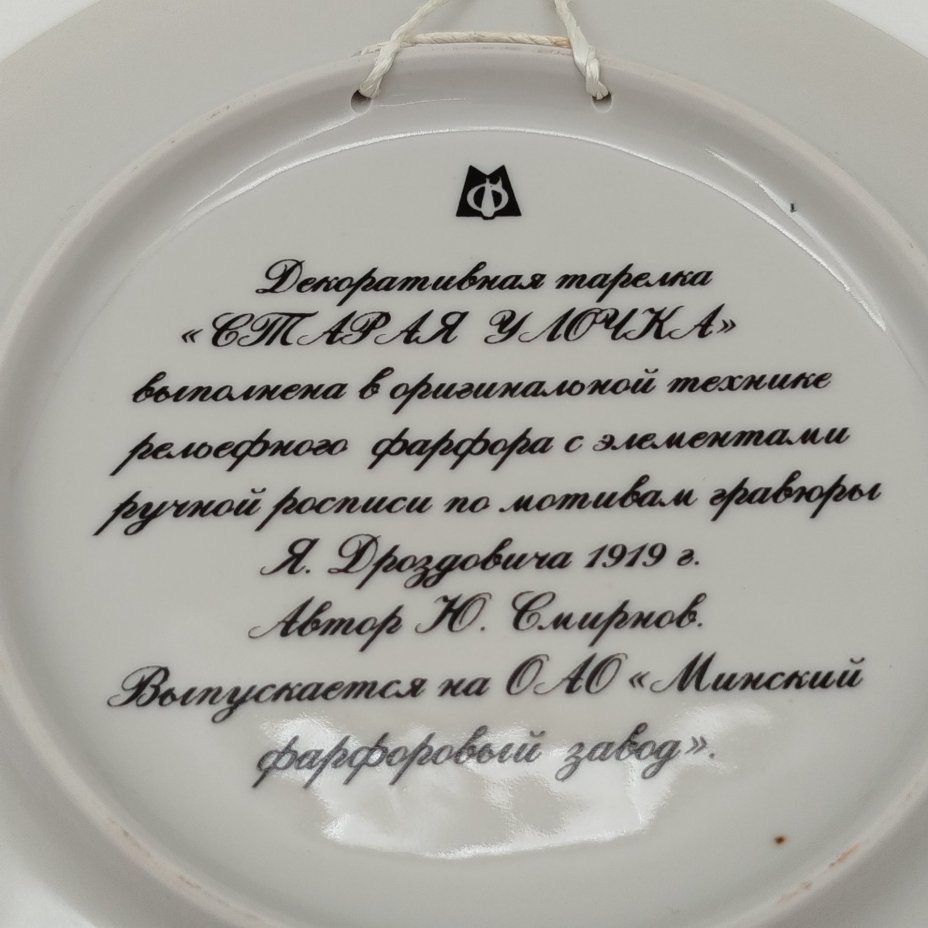 Декоративная тарелка
«СТАРАЯ УЛОЧКА»
выполнена в оригинальной технике
рельефного фарфора с элементами
ручной росписи по мотивам гравюры
Я. Дроздовича 1919 г.
Автор Ю. Смирнов.
Выпускается на ОАО «Минский
фарфоровый завод».